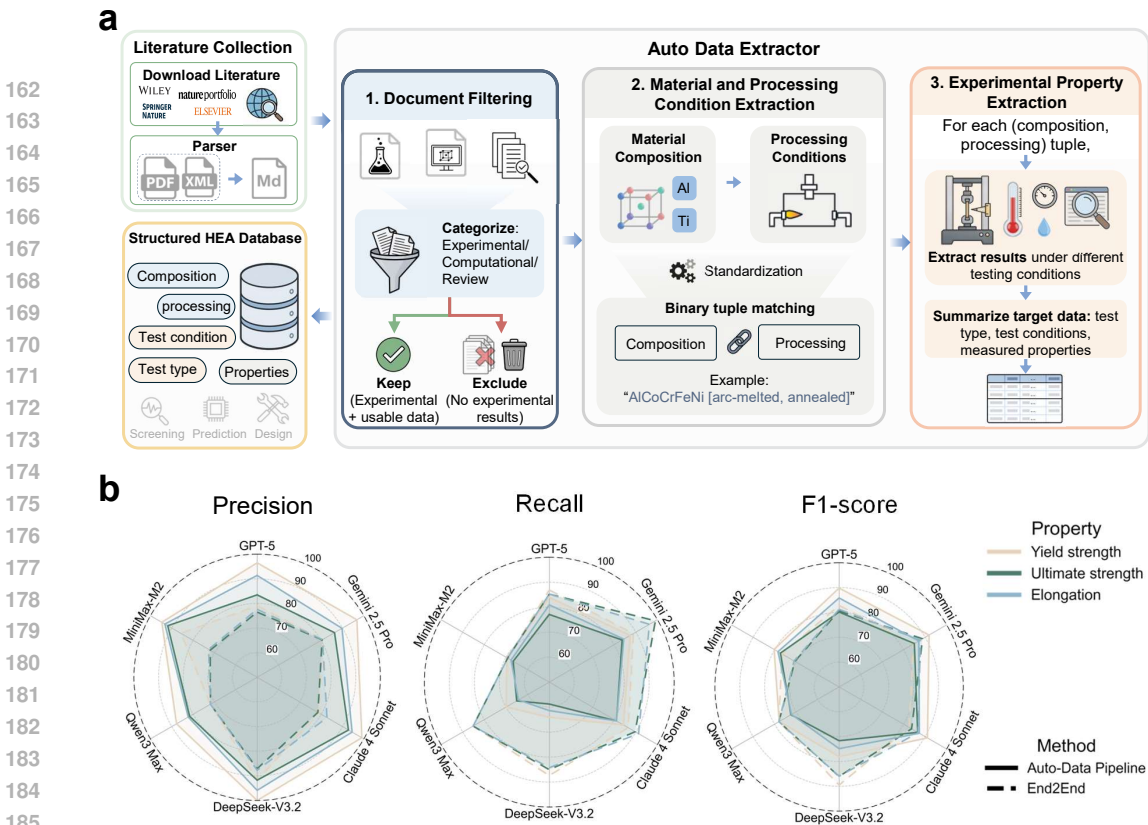 a
Literature Collection
Download Literature
WILEY
natureportfolio
SPRINGER
NATURE
ELSEVIER
Parser
PDF
XML
Md
Structured HEA Database
Composition
processing
Test condition
Test type
Properties
Screening
Prediction
Design
Auto Data Extractor
1. Document Filtering
Categorize:
Experimental/
Computational/
Review
Keep
(Experimental
+ usable data)
Exclude
(No experimental
results)
2. Material and Processing
Condition Extraction
Material
Composition
Al
Ti
Processing
Conditions
Standardization
Binary tuple matching
Composition
Processing
Example:
“AlCoCrFeNi [arc-melted, annealed]”
3. Experimental Property
Extraction
For each (composition,
processing) tuple,
Extract results under different
testing conditions
Summarize target data: test
type, test conditions,
measured properties
162
163
164
165
166
167
168
169
170
171
172
173
174
175
176
177
178
179
180
181
182
183
184
185
b
Precision
GPT-5
Gemini 2.5 Pro
Claude 4 Sonnet
DeepSeek-V3.2
Qwen3 Max
MiniMax-M2
100
90
80
70
60
Recall
GPT-5
Gemini 2.5 Pro
Claude 4 Sonnet
DeepSeek-V3.2
Qwen3 Max
MiniMax-M2
100
90
80
70
60
F1-score
GPT-5
Gemini 2.5 Pro
Claude 4 Sonnet
DeepSeek-V3.2
Qwen3 Max
MiniMax-M2
100
90
80
70
60
Property
Yield strength
Ultimate strength
Elongation
Method
Auto-Data Pipeline
End2End